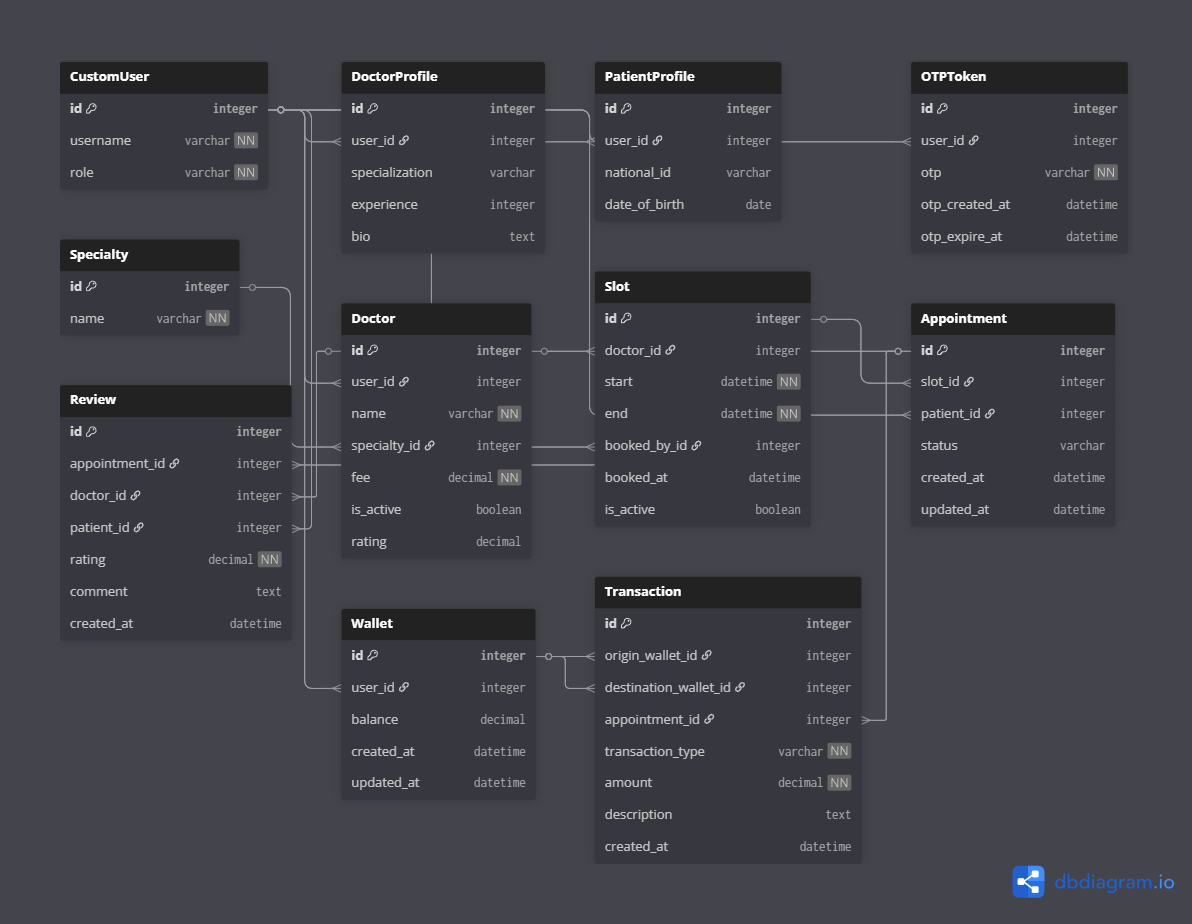 CustomUser
id integer
username varchar NN
role varchar NN
DoctorProfile
id integer
user_id integer
specialization varchar
experience integer
bio text
PatientProfile
id integer
user_id integer
national_id varchar
date_of_birth date
OTPToken
id integer
user_id integer
otp varchar NN
otp_created_at datetime
otp_expire_at datetime
Specialty
id integer
name varchar NN
Doctor
id integer
user_id integer
name varchar NN
specialty_id integer
fee decimal NN
is_active boolean
rating decimal
Slot
id integer
doctor_id integer
start datetime NN
end datetime NN
booked_by_id integer
booked_at datetime
is_active boolean
Appointment
id integer
slot_id integer
patient_id integer
status varchar
created_at datetime
updated_at datetime
Review
id integer
appointment_id integer
doctor_id integer
patient_id integer
rating decimal NN
comment text
created_at datetime
Wallet
id integer
user_id integer
balance decimal
created_at datetime
updated_at datetime
Transaction
id integer
origin_wallet_id integer
destination_wallet_id integer
appointment_id integer
transaction_type varchar NN
amount decimal NN
description text
created_at datetime
dbdiagram.io